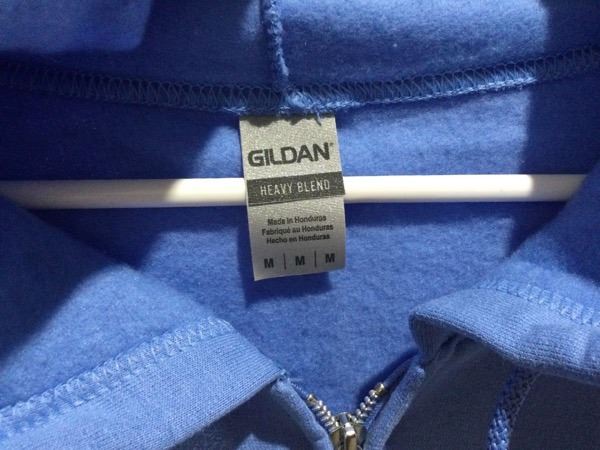 GILDAN®
HEAVY BLEND
Made in Honduras
Fabriqué au Honduras
Hecho en Honduras
M | M | M